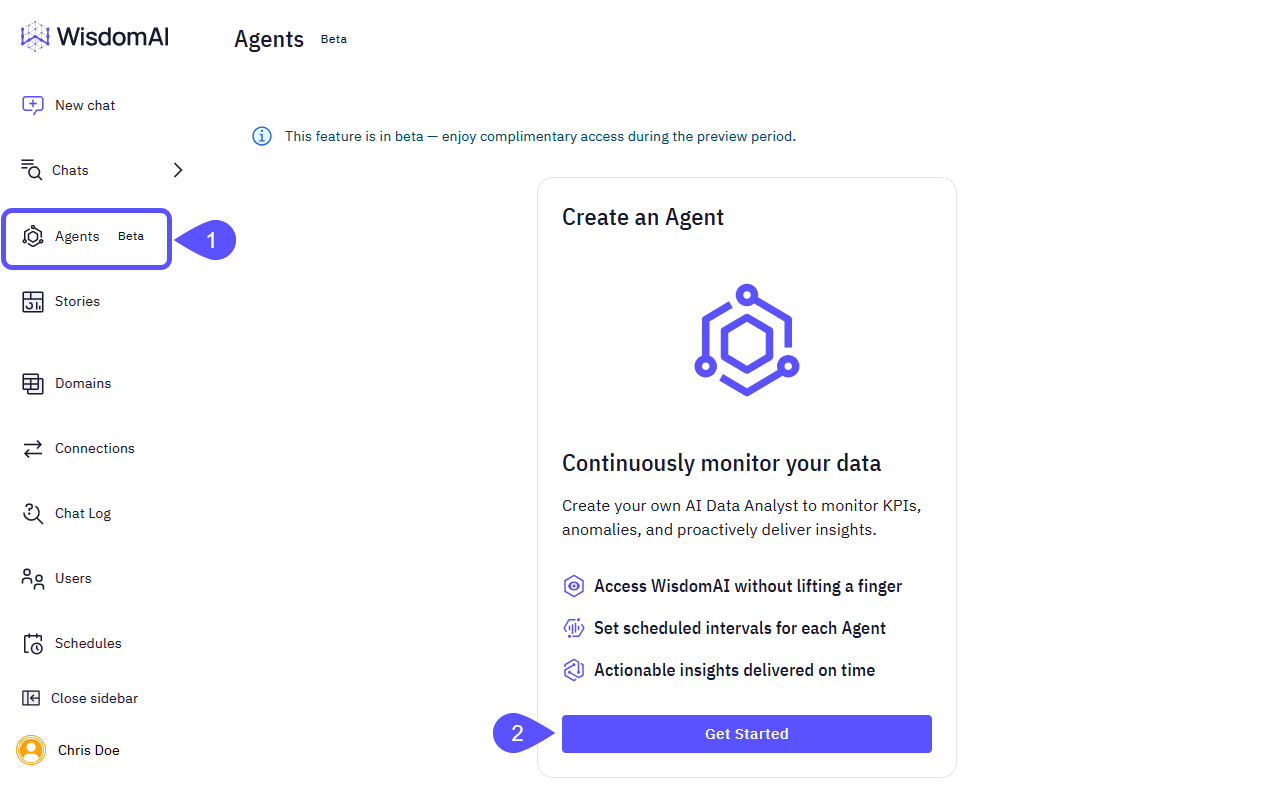 WisdomAI
Agents Beta
New chat
Chats
Agents Beta
1
Stories
Domains
Connections
Chat Log
Users
Schedules
Close sidebar
Chris Doe
This feature is in beta — enjoy complimentary access during the preview period.
Create an Agent
Continuously monitor your data
Create your own AI Data Analyst to monitor KPIs,
anomalies, and proactively deliver insights.
Access WisdomAI without lifting a finger
Set scheduled intervals for each Agent
Actionable insights delivered on time
2
Get Started